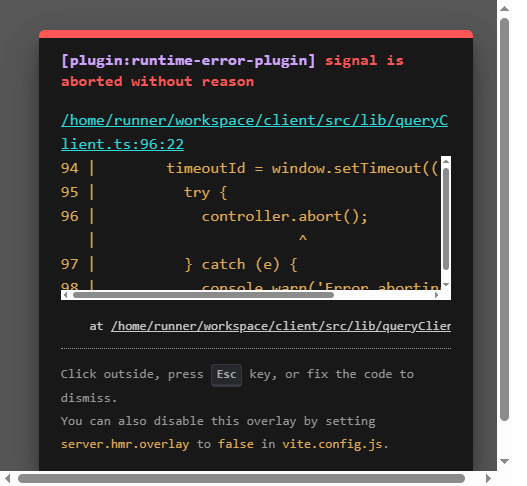 [plugin:runtime-error-plugin] signal is
aborted without reason
/home/runner/workspace/client/src/lib/queryC
lient.ts:96:22
94 |        timeoutId = window.setTimeout((
95 |          try {
96 |            controller.abort();
   |                       ^
97 |          } catch (e) {
98 |            console.warn('Error abortin
at /home/runner/workspace/client/src/lib/queryClien
Click outside, press Esc key, or fix the code to
dismiss.
You can also disable this overlay by setting
server.hmr.overlay to false in vite.config.js.